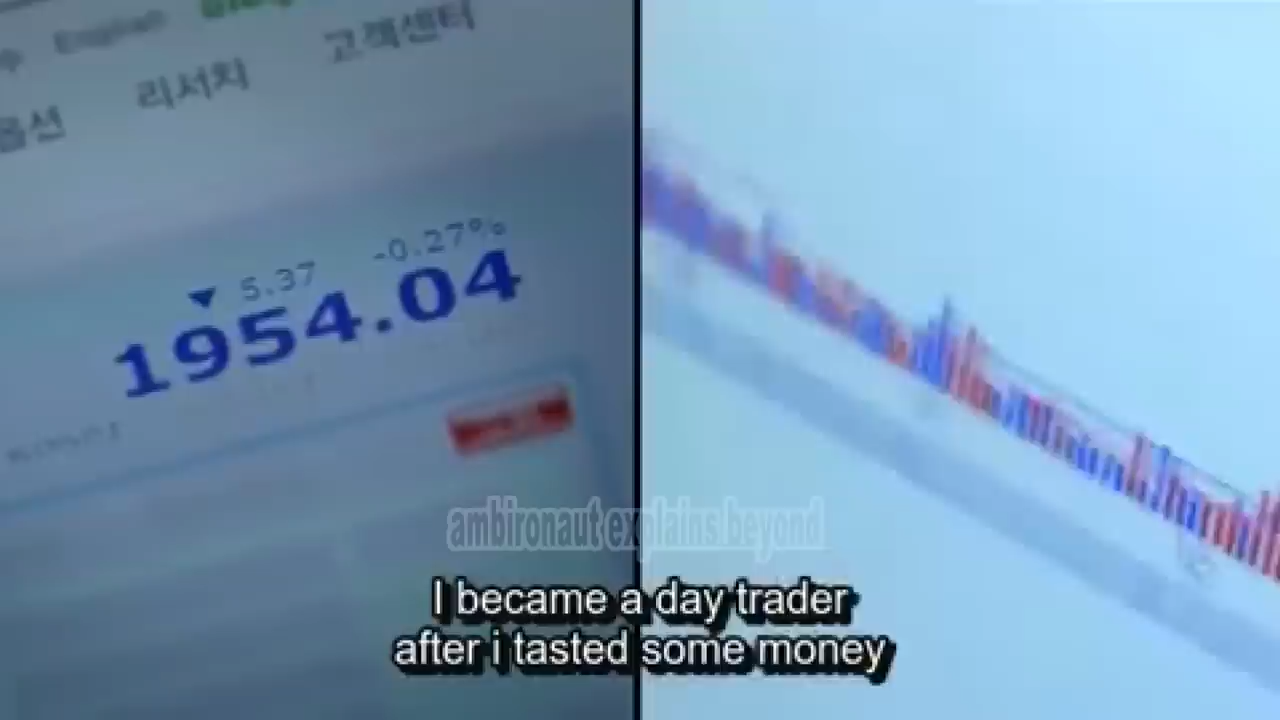 English
옵션 리서치 고객센터
▼ 5.37 -0.27%
1954.04
ambironaut explains beyond
I became a day trader
after i tasted some money